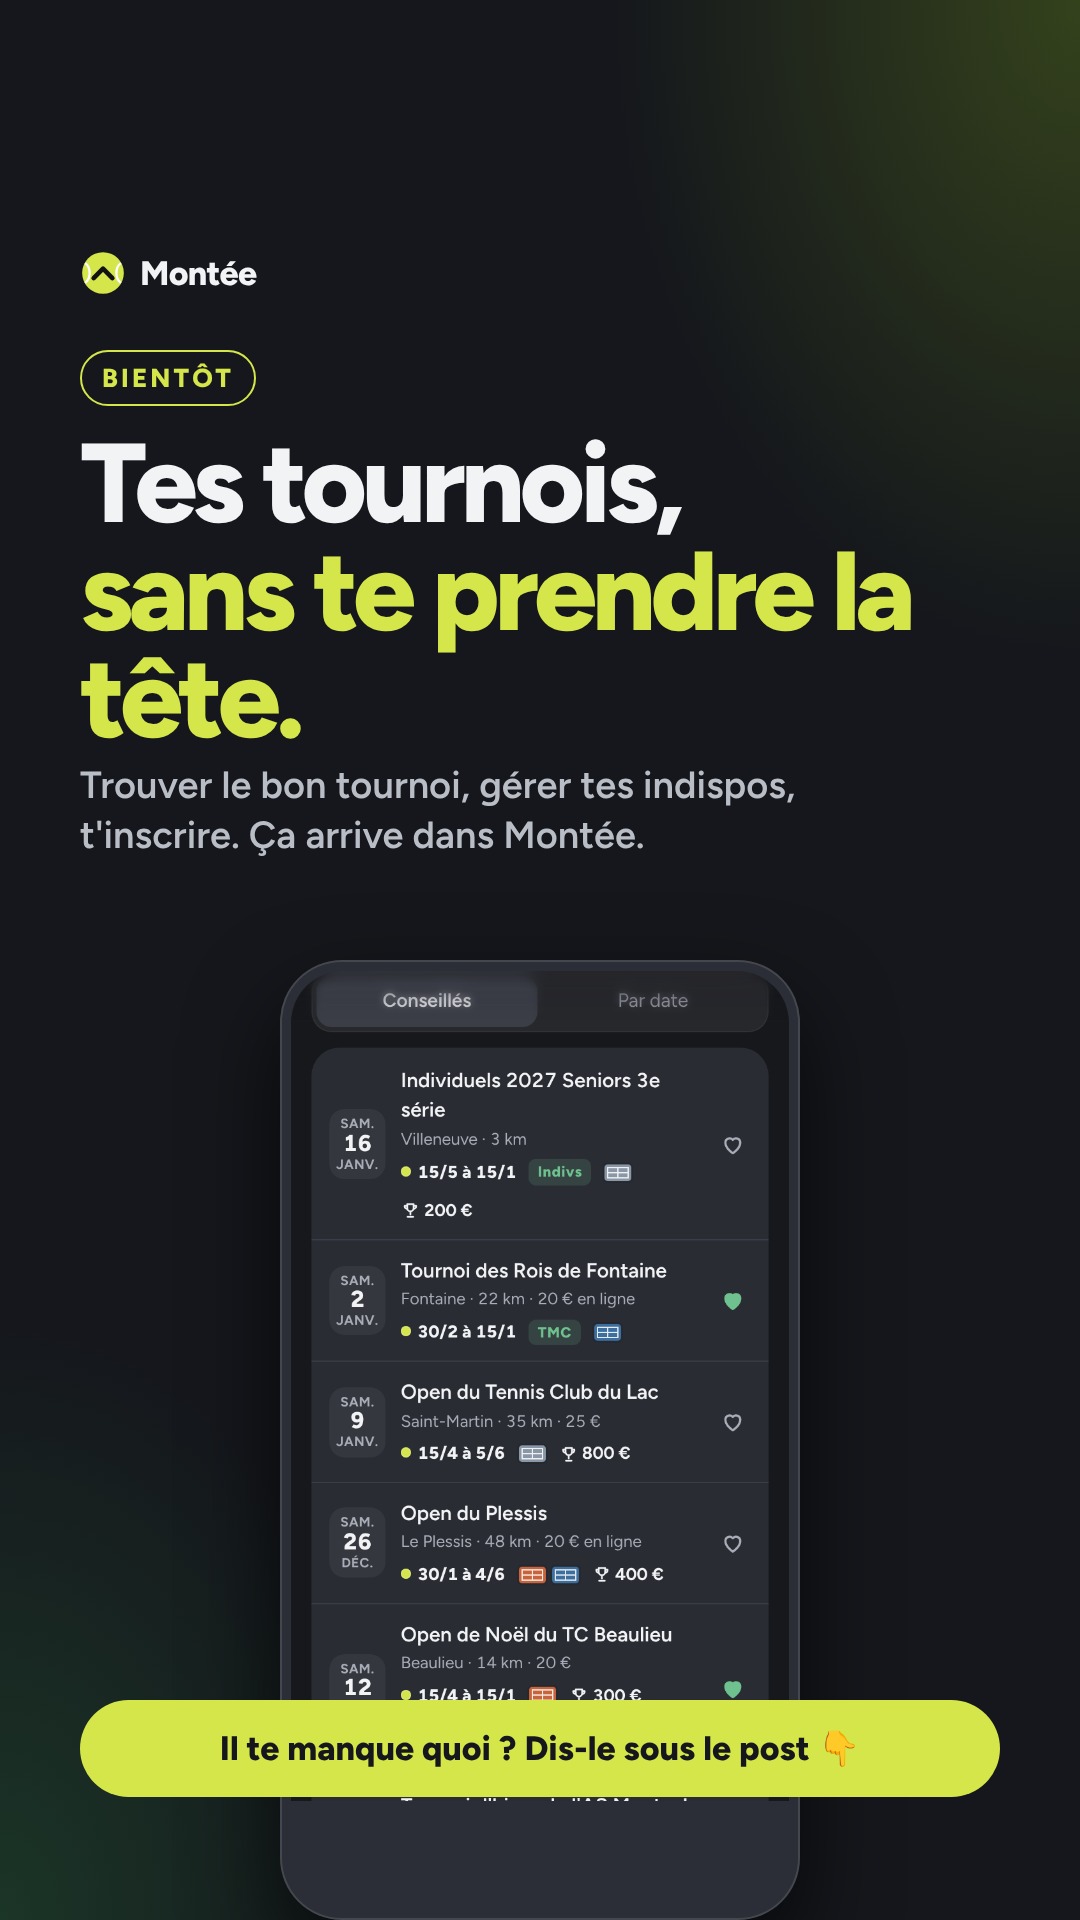 Montée
BIENTÔT
Tes tournois,
sans te prendre la
tête.
Trouver le bon tournoi, gérer tes indispos,
t'inscrire. Ça arrive dans Montée.
Conseillés
Par date
SAM.
16
JANV.
Individuels 2027 Seniors 3e
série
Villeneuve · 3 km
15/5 à 15/1 Indivs
200 €
SAM.
2
JANV.
Tournoi des Rois de Fontaine
Fontaine · 22 km · 20 € en ligne
30/2 à 15/1 TMC
SAM.
9
JANV.
Open du Tennis Club du Lac
Saint-Martin · 35 km · 25 €
15/4 à 5/6 800 €
SAM.
26
DÉC.
Open du Plessis
Le Plessis · 48 km · 20 € en ligne
30/1 à 4/6 400 €
SAM.
12
Open de Noël du TC Beaulieu
Beaulieu · 14 km · 20 €
15/4 à 15/1 300 €
Il te manque quoi ? Dis-le sous le post 👇